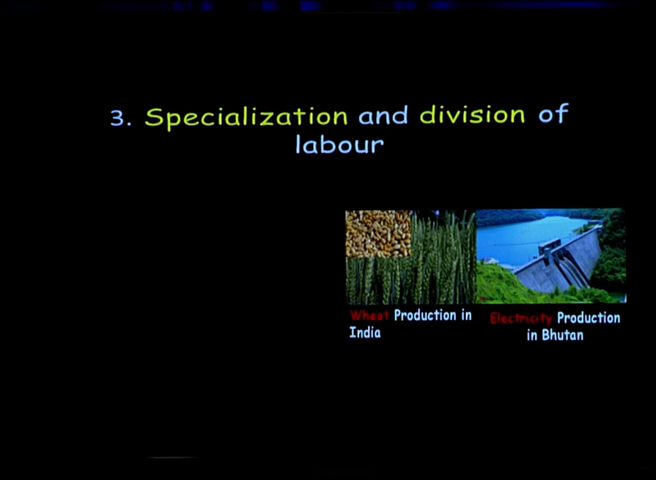 3. Specialization and division of
labour
Wheat Production in
India
Electricity Production
in Bhutan